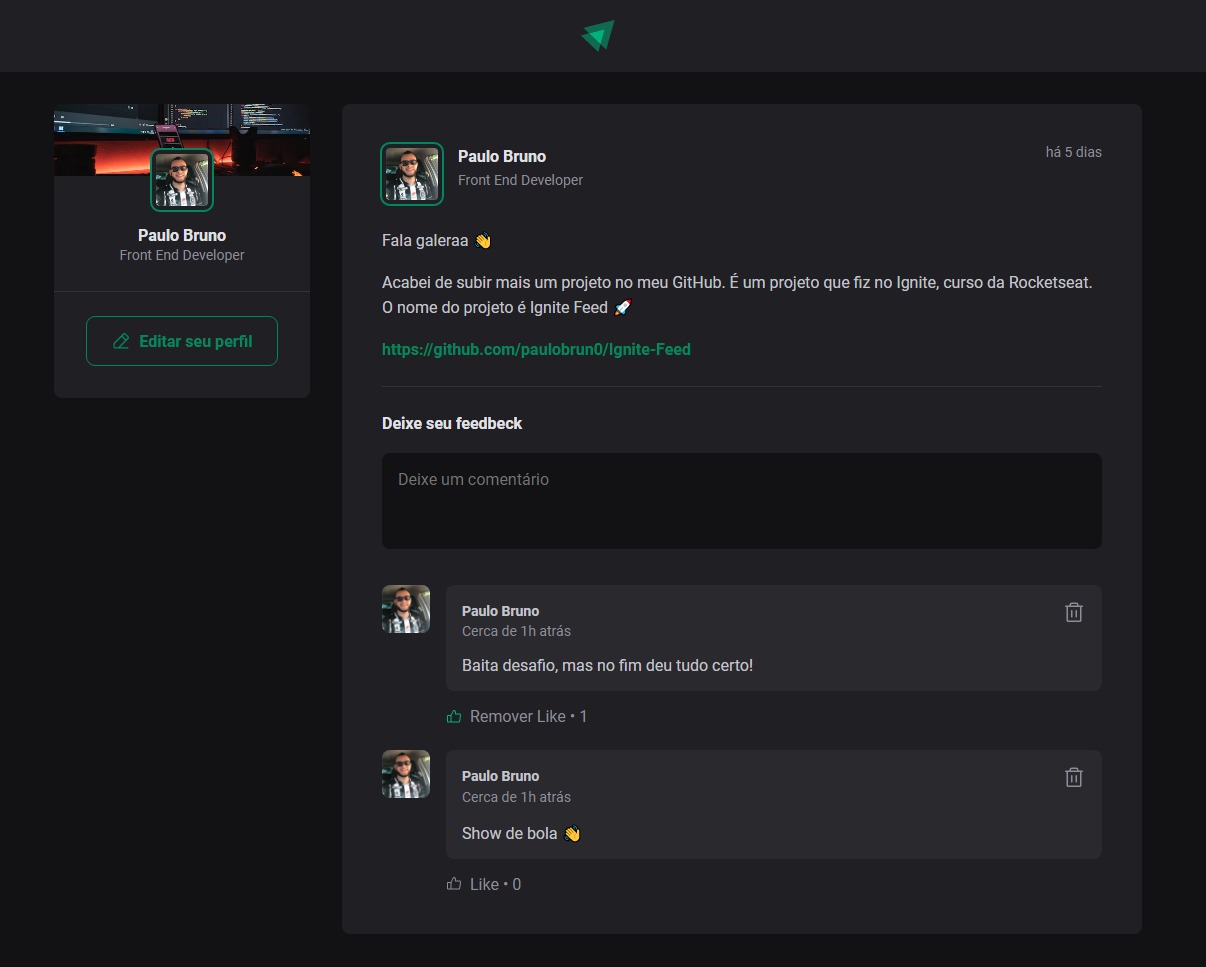 Paulo Bruno
Front End Developer
Editar seu perfil
Paulo Bruno
Front End Developer
há 5 dias
Fala galeraa 👋
Acabei de subir mais um projeto no meu GitHub. É um projeto que fiz no Ignite, curso da Rocketseat.
O nome do projeto é Ignite Feed 🚀
https://github.com/paulobrun0/Ignite-Feed
Deixe seu feedbeck
Deixe um comentário
Paulo Bruno
Cerca de 1h atrás
Baita desafio, mas no fim deu tudo certo!
Remover Like • 1
Paulo Bruno
Cerca de 1h atrás
Show de bola 👋
Like • 0